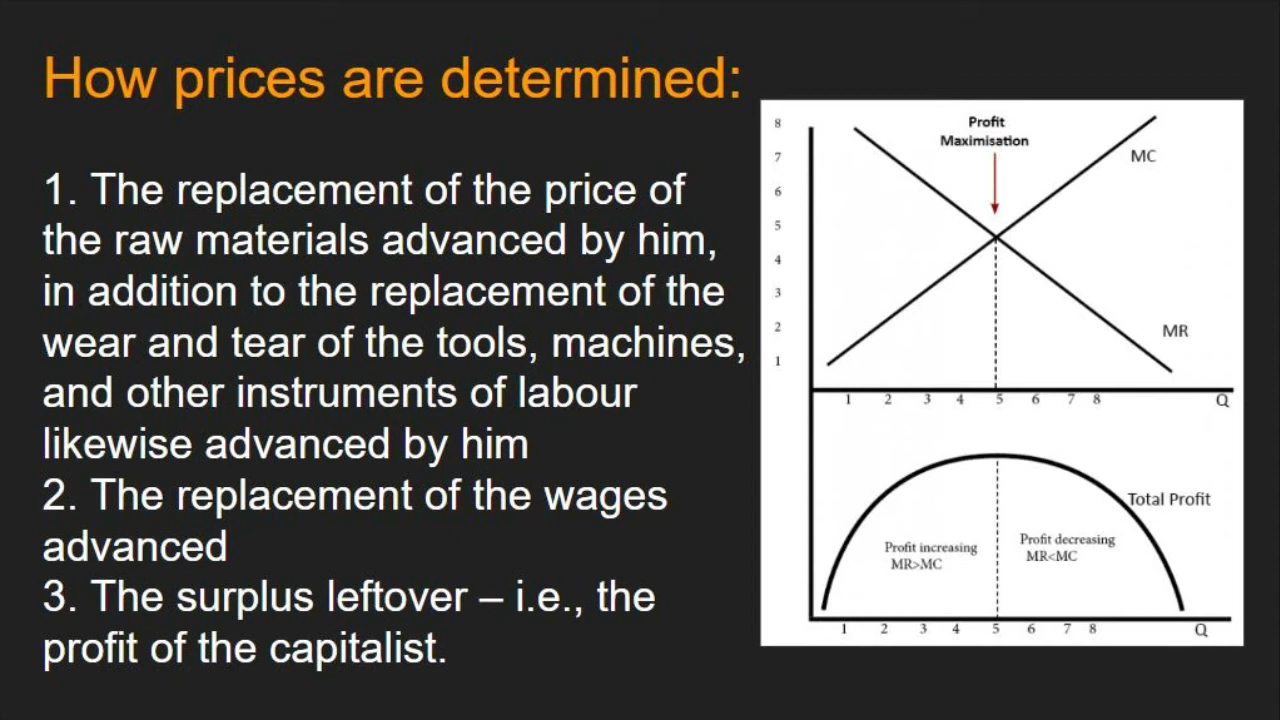 How prices are determined:
1. The replacement of the price of
the raw materials advanced by him,
in addition to the replacement of the
wear and tear of the tools, machines,
and other instruments of labour
likewise advanced by him
2. The replacement of the wages
advanced
3. The surplus leftover – i.e., the
profit of the capitalist.
Profit
Maximisation
8
7
6
5
4
3
2
1
MC
MR
1 2 3 4 5 6 7 8 Q
Total Profit
Profit increasing
MR>MC
Profit decreasing
MR<MC
1 2 3 4 5 6 7 8 Q